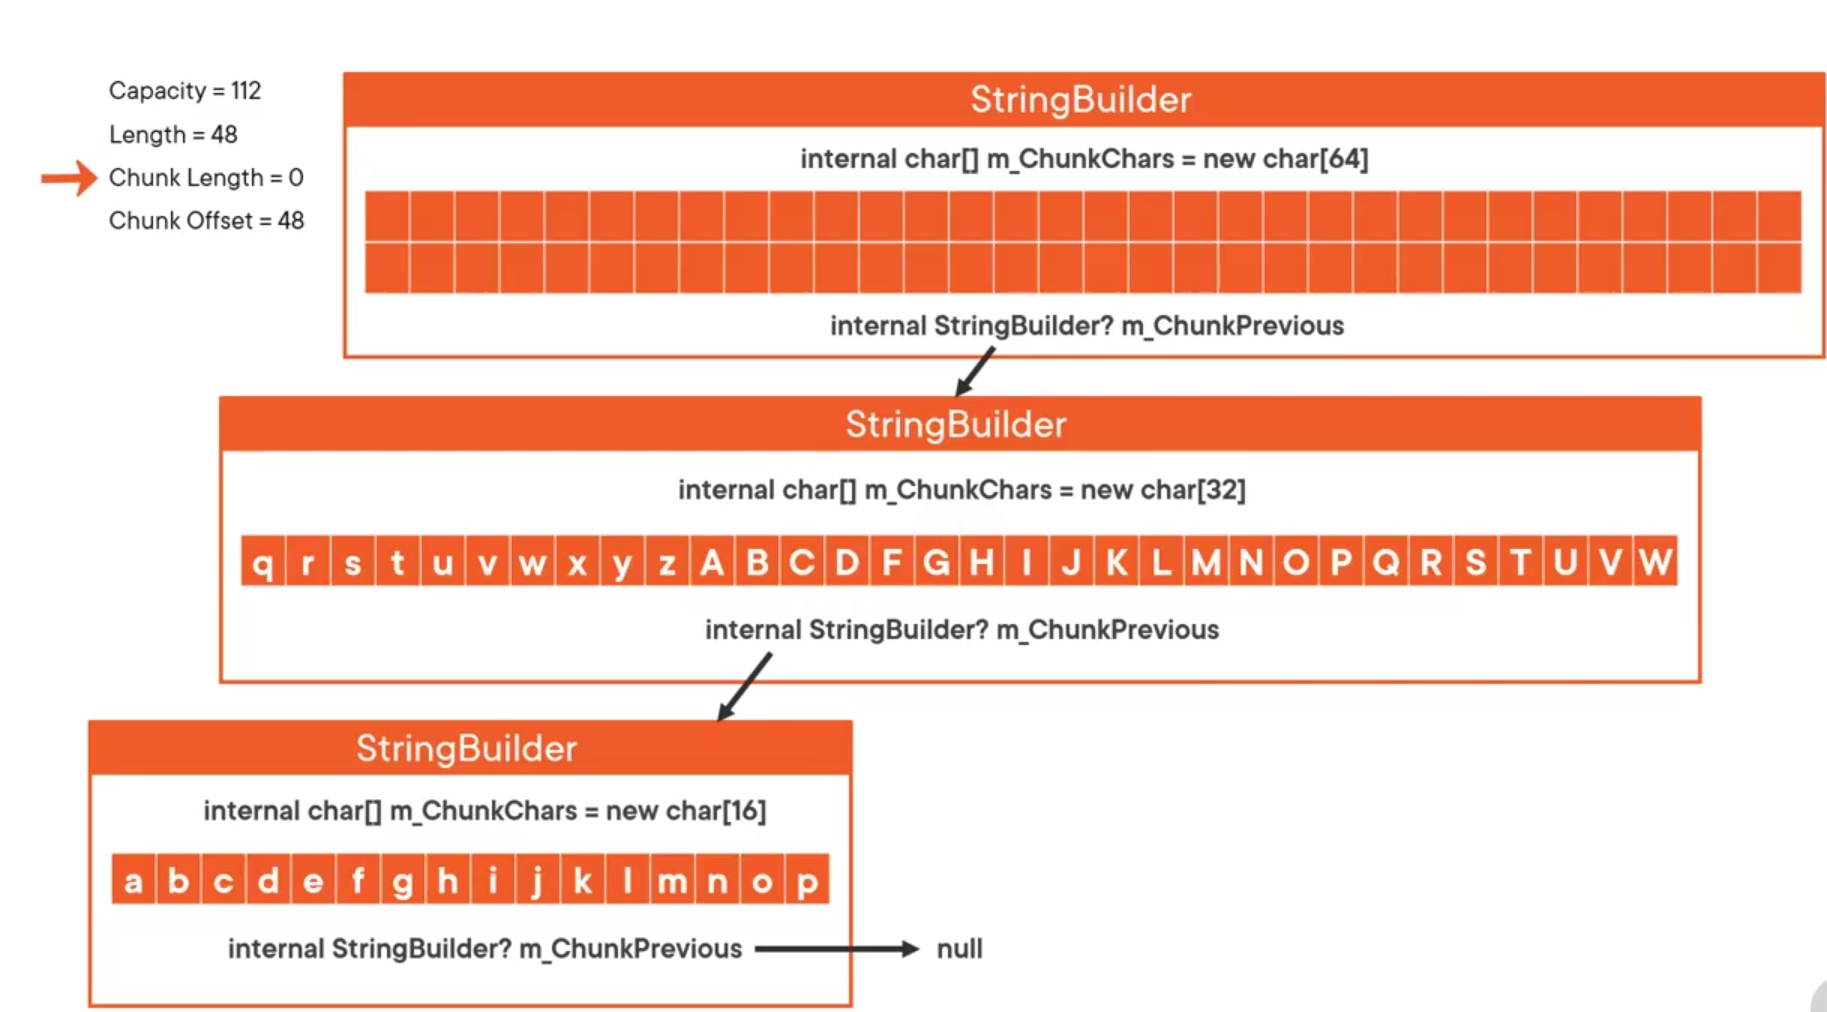 Capacity = 112
Length = 48
Chunk Length = 0
Chunk Offset = 48
StringBuilder
internal char[] m_ChunkChars = new char[64]
internal StringBuilder? m_ChunkPrevious
StringBuilder
internal char[] m_ChunkChars = new char[32]
q r s t u v w x y z A B C D F G H I J K L M N O P Q R S T U V W
internal StringBuilder? m_ChunkPrevious
StringBuilder
internal char[] m_ChunkChars = new char[16]
a b c d e f g h i j k l m n o p
internal StringBuilder? m_ChunkPrevious
null